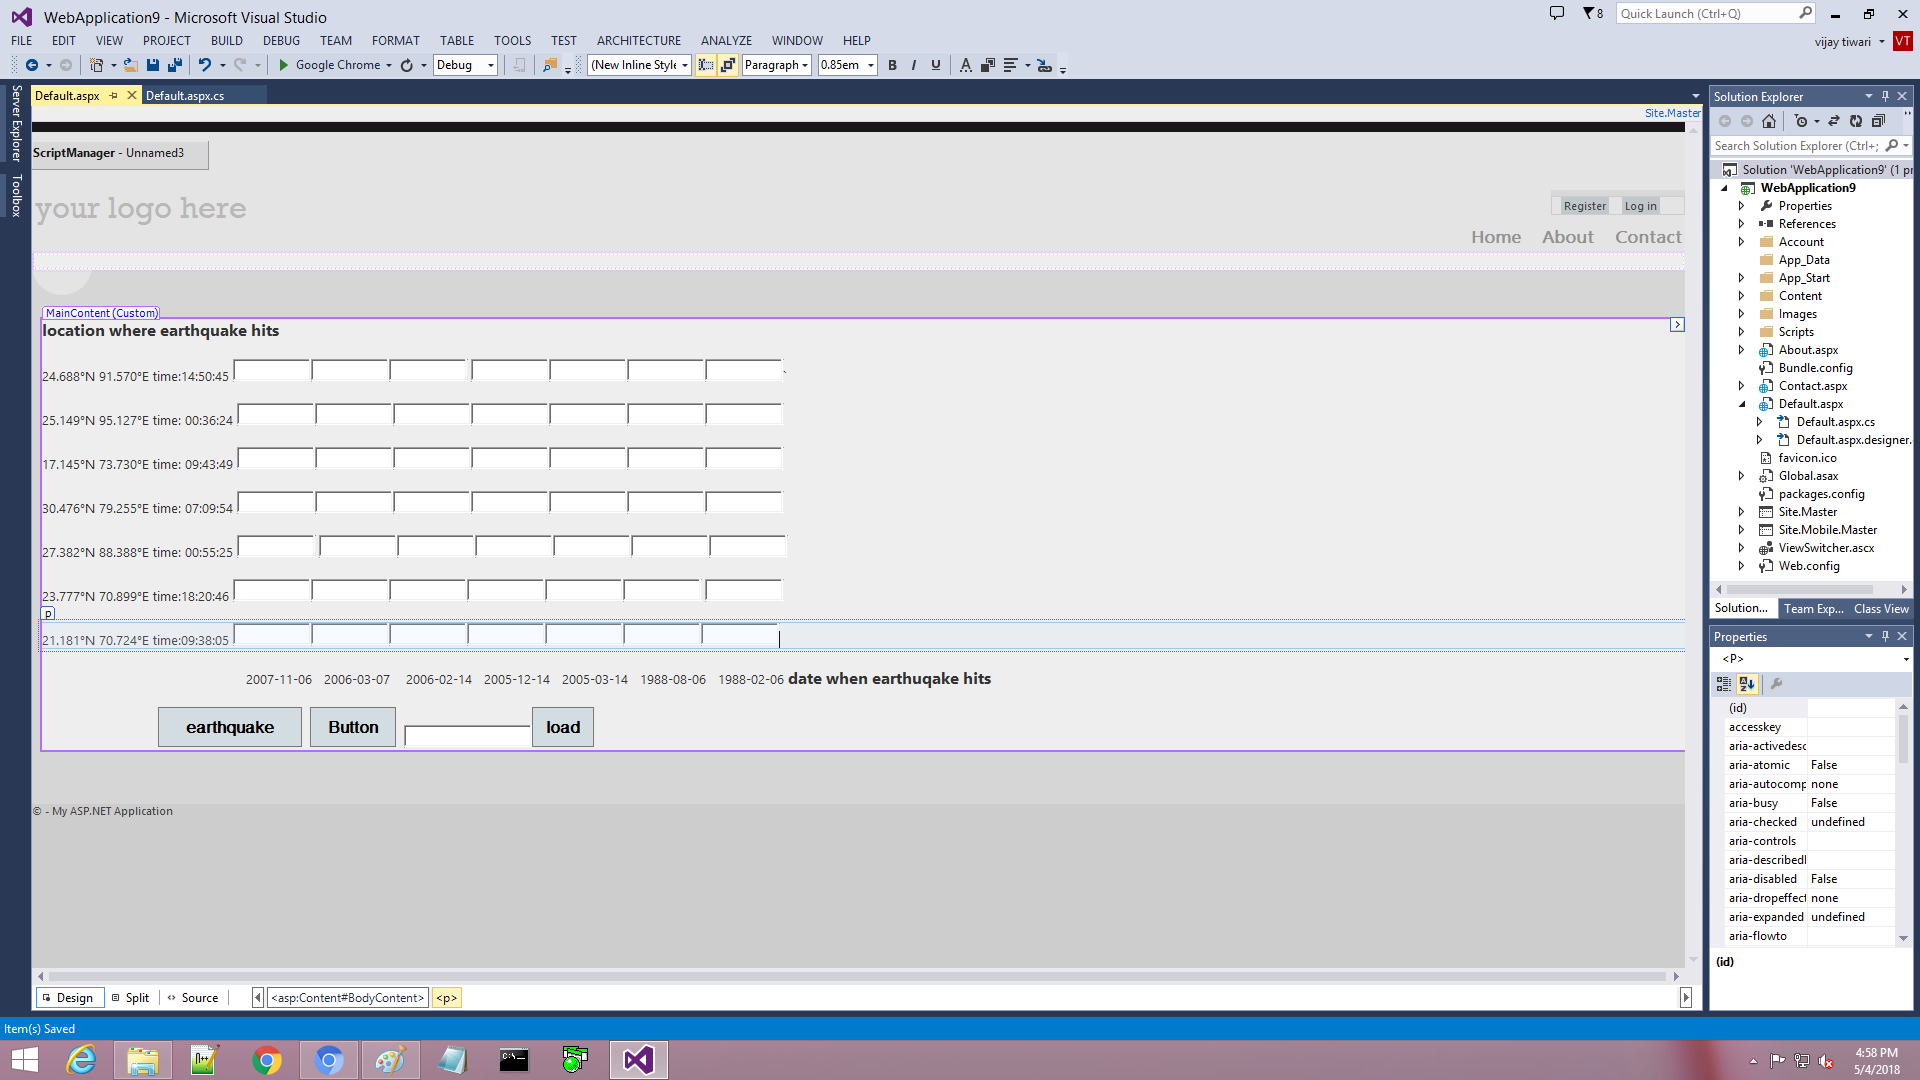 WebApplication9 - Microsoft Visual Studio
8
Quick Launch (Ctrl+Q)
FILE EDIT VIEW PROJECT BUILD DEBUG TEAM FORMAT TABLE TOOLS TEST ARCHITECTURE ANALYZE WINDOW HELP
vijay tiwari VT
Google Chrome Debug (New Inline Style Paragraph 0.85em B I U A
Server Explorer
Toolbox
Default.aspx Default.aspx.cs
Site.Master
ScriptManager - Unnamed3
your logo here
Register Log in
Home About Contact
MainContent (Custom)
location where earthquake hits
24.688°N 91.570°E time:14:50:45 `
25.149°N 95.127°E time: 00:36:24
17.145°N 73.730°E time: 09:43:49
30.476°N 79.255°E time: 07:09:54
27.382°N 88.388°E time: 00:55:25
23.777°N 70.899°E time:18:20:46
p
21.181°N 70.724°E time:09:38:05
2007-11-06 2006-03-07 2006-02-14 2005-12-14 2005-03-14 1988-08-06 1988-02-06 date when earthuqake hits
earthquake Button load
© - My ASP.NET Application
Design Split Source <asp:Content#BodyContent> <p>
Solution Explorer
Search Solution Explorer (Ctrl+;
Solution 'WebApplication9' (1 pr
WebApplication9
Properties
References
Account
App_Data
App_Start
Content
Images
Scripts
About.aspx
Bundle.config
Contact.aspx
Default.aspx
Default.aspx.cs
Default.aspx.designer.
favicon.ico
Global.asax
packages.config
Site.Master
Site.Mobile.Master
ViewSwitcher.ascx
Web.config
Solution... Team Exp... Class View
Properties
<P>
(id)
accesskey
aria-activedesc
aria-atomic False
aria-autocomp none
aria-busy False
aria-checked undefined
aria-controls
aria-describedl
aria-disabled False
aria-dropeffect none
aria-expanded undefined
aria-flowto
(id)
Item(s) Saved
4:58 PM
5/4/2018